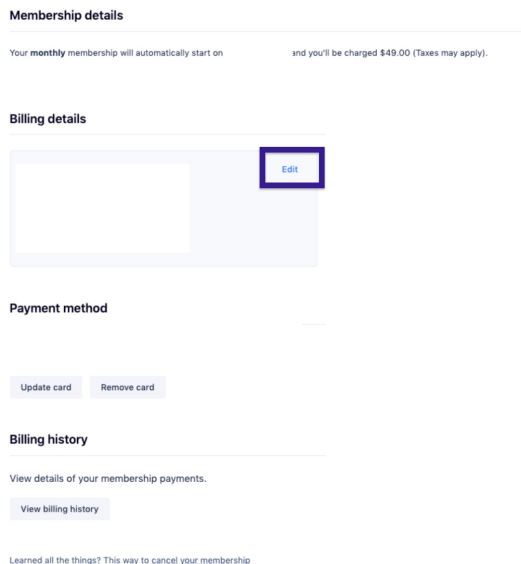 Membership details
Your monthly membership will automatically start on and you'll be charged $49.00 (Taxes may apply).
Billing details
Edit
Payment method
Update card Remove card
Billing history
View details of your membership payments.
View billing history
Learned all the things? This way to cancel your membership